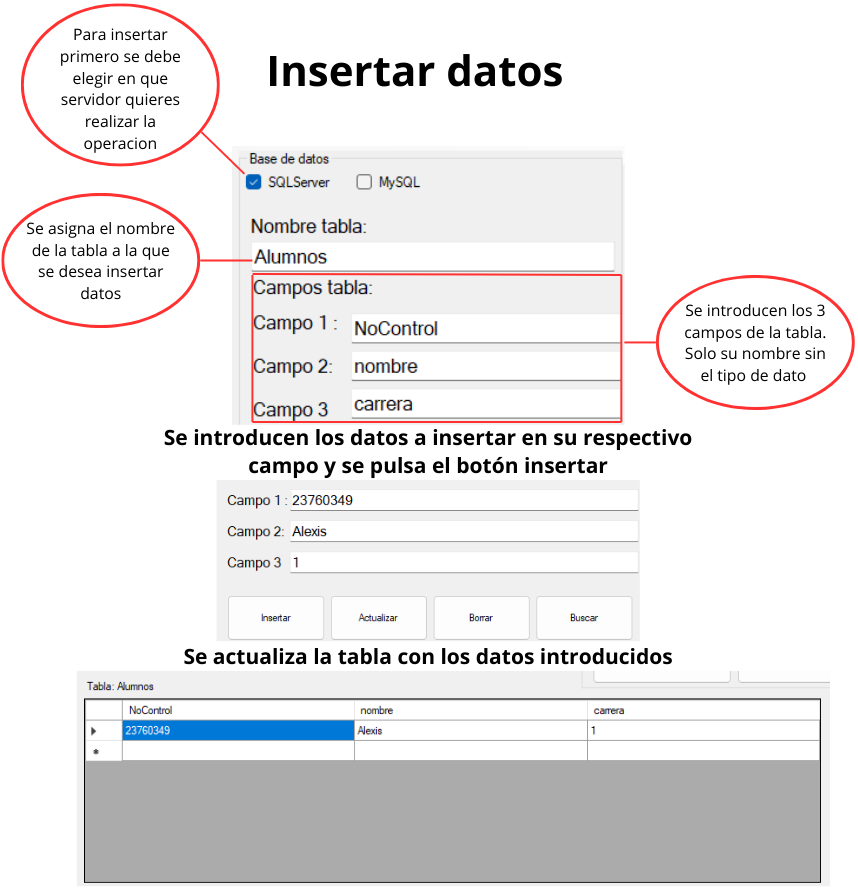 Para insertar
primero se debe
elegir en que
servidor quieres
realizar la
operacion
Insertar datos
Base de datos
SQLServer
MySQL
Se asigna el nombre
de la tabla a la que
se desea insertar
datos
Nombre tabla:
Alumnos
Campos tabla:
Campo 1 : NoControl
Campo 2: nombre
Campo 3 carrera
Se introducen los 3
campos de la tabla.
Solo su nombre sin
el tipo de dato
Se introducen los datos a insertar en su respectivo
campo y se pulsa el botón insertar
Campo 1 : 23760349
Campo 2: Alexis
Campo 3 1
Insertar Actualizar Borrar Buscar
Se actualiza la tabla con los datos introducidos
Tabla: Alumnos
NoControl nombre carrera
23760349 Alexis 1